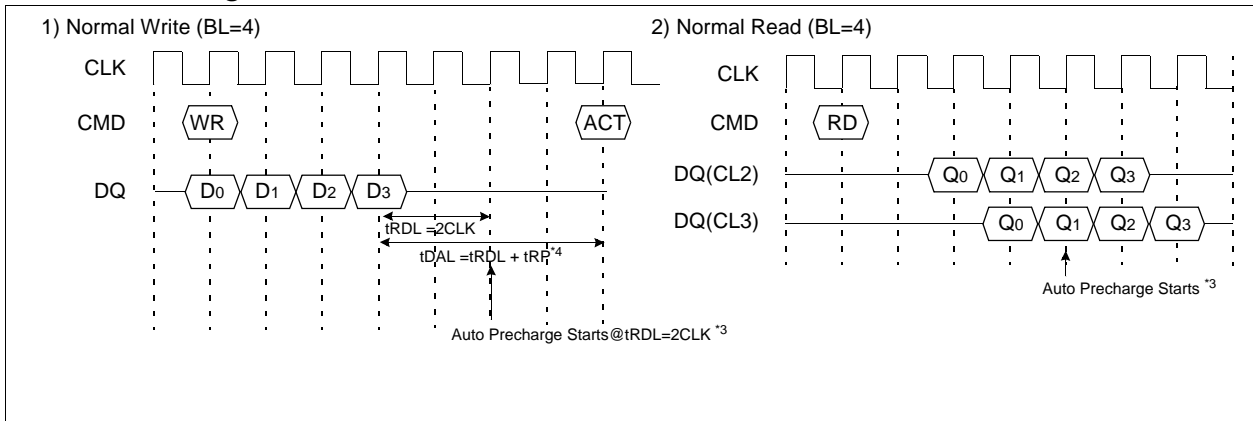 1) Normal Write (BL=4)
CLK
CMD
WR
ACT
DQ
D0
D1
D2
D3
tRDL =2CLK
tDAL =tRDL + tRP*4
Auto Precharge Starts@tRDL=2CLK *3
2) Normal Read (BL=4)
CLK
CMD
RD
DQ(CL2)
Q0
Q1
Q2
Q3
DQ(CL3)
Q0
Q1
Q2
Q3
Auto Precharge Starts *3